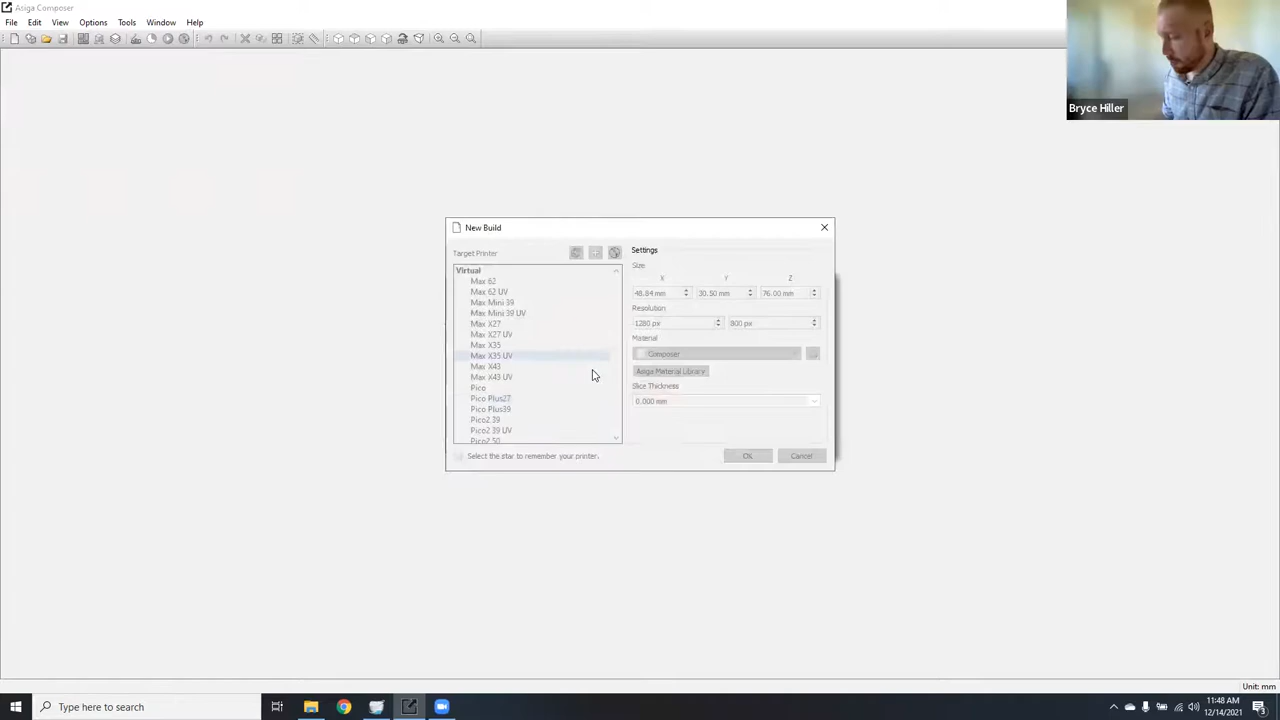 Asiga Composer
File Edit View Options Tools Window Help
Bryce Hiller
New Build
Target Printer
Settings
Virtual
Size
X Y Z
Max 62
48.84 mm 30.50 mm 76.00 mm
Max 62 UV
Max Mini 39
Resolution
Max Mini 39 UV
1280 px 800 px
Max X27
Max X27 UV
Material
Max X35
Composer
Max X35 UV
Asiga Material Library
Max X43
Max X43 UV
Slice Thickness
Pico
0.000 mm
Pico Plus27
Pico Plus39
Pico2 39
Pico2 39 UV
Pico2 50
Select the star to remember your printer.
OK Cancel
Unit: mm
Type here to search
11:48 AM
12/14/2021
3